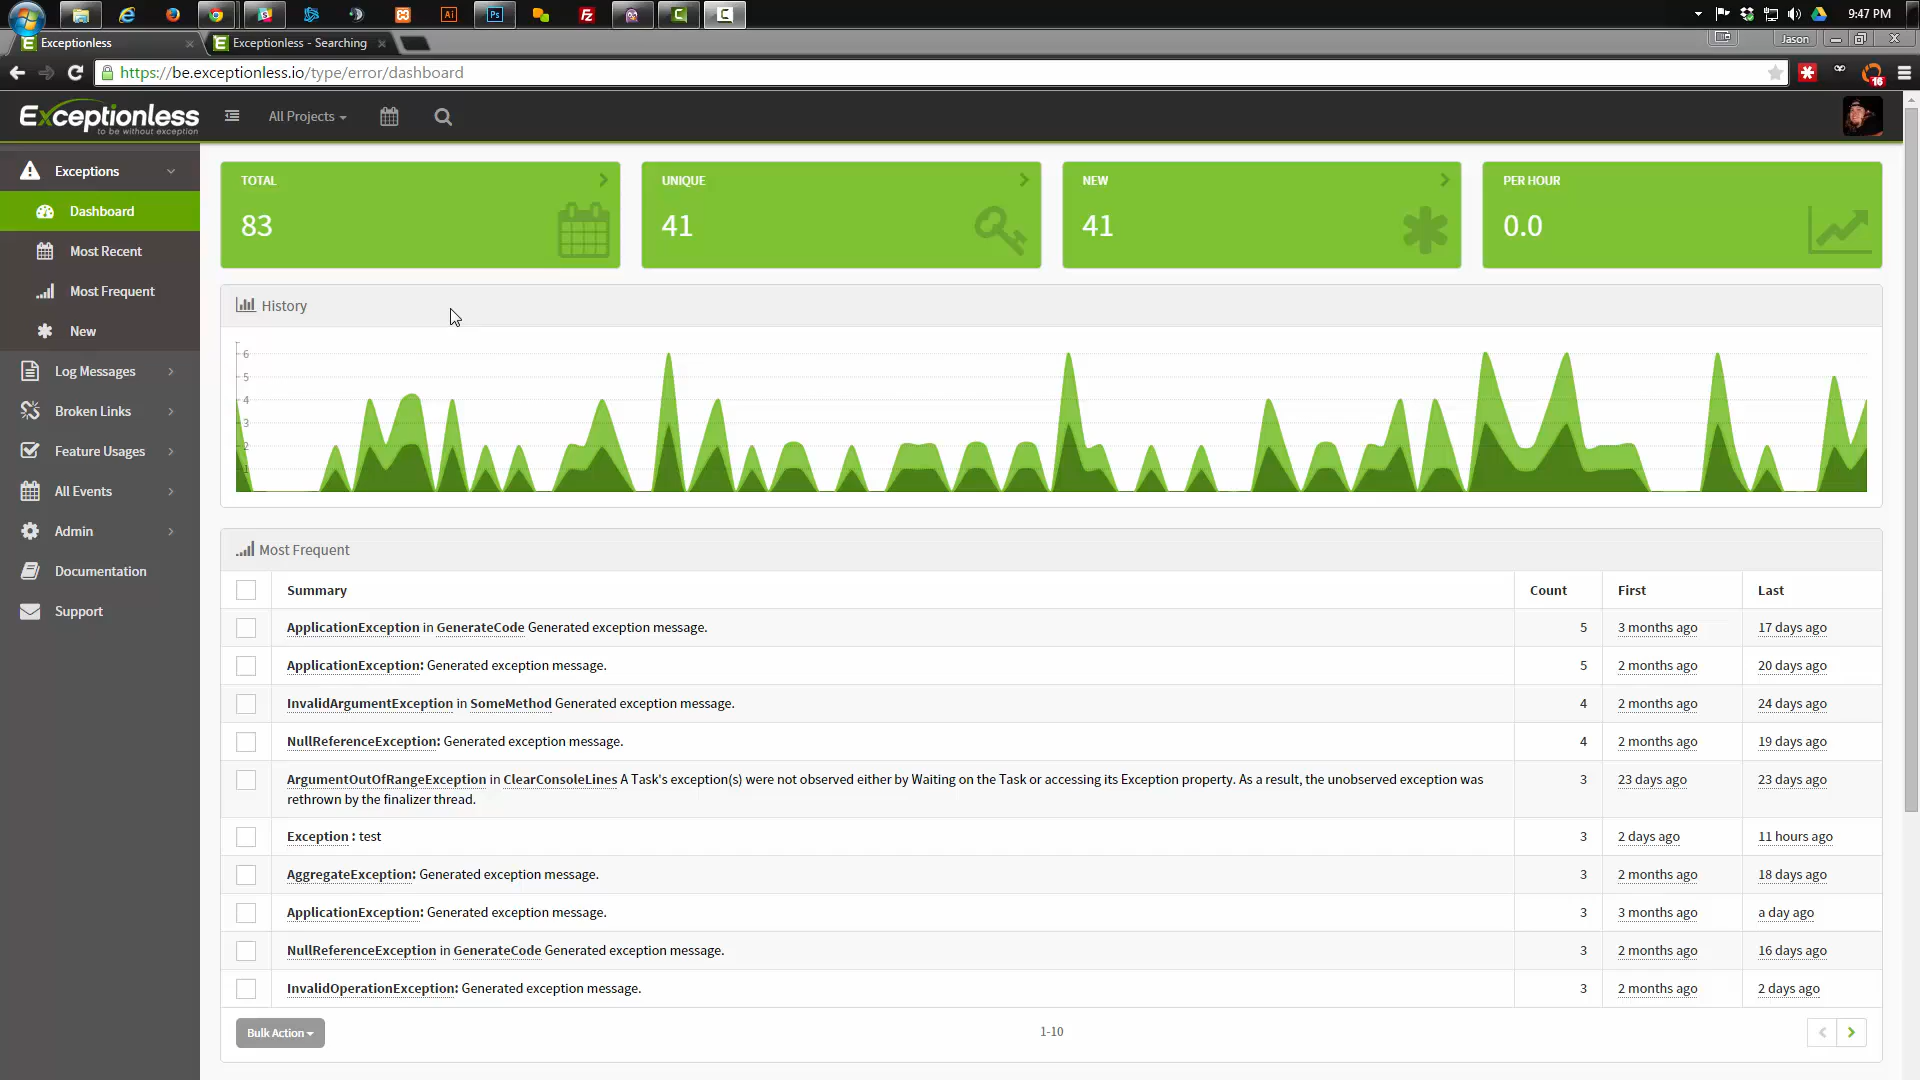 9:47 PM
Exceptionless
Exceptionless - Searching
Jason
https://be.exceptionless.io/type/error/dashboard
16
Exceptionless
to be without exception
All Projects
Exceptions
Dashboard
Most Recent
Most Frequent
New
Log Messages
Broken Links
Feature Usages
All Events
Admin
Documentation
Support
TOTAL
83
UNIQUE
41
NEW
41
PER HOUR
0.0
History
6
5
4
3
2
1
Most Frequent
Summary Count First Last
ApplicationException in GenerateCode Generated exception message. 5 3 months ago 17 days ago
ApplicationException: Generated exception message. 5 2 months ago 20 days ago
InvalidArgumentException in SomeMethod Generated exception message. 4 2 months ago 24 days ago
NullReferenceException: Generated exception message. 4 2 months ago 19 days ago
ArgumentOutOfRangeException in ClearConsoleLines A Task's exception(s) were not observed either by Waiting on the Task or accessing its Exception property. As a result, the unobserved exception was 3 23 days ago 23 days ago
rethrown by the finalizer thread.
Exception : test 3 2 days ago 11 hours ago
AggregateException: Generated exception message. 3 2 months ago 18 days ago
ApplicationException: Generated exception message. 3 3 months ago a day ago
NullReferenceException in GenerateCode Generated exception message. 3 2 months ago 16 days ago
InvalidOperationException: Generated exception message. 3 2 months ago 2 days ago
Bulk Action
1-10